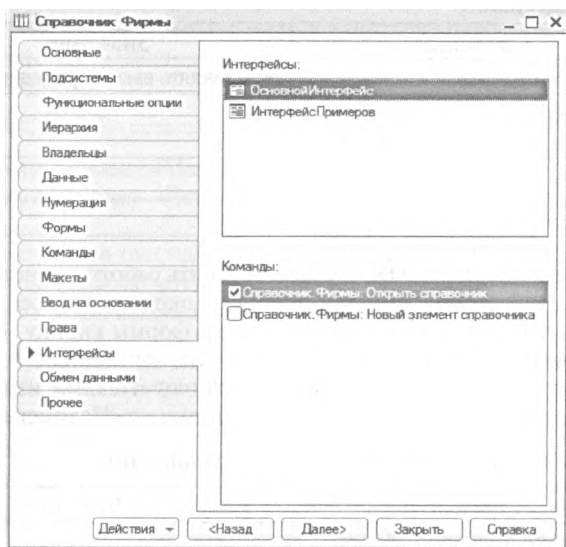 Справочник Фирмы
Основные
Подсистемы
Функциональные опции
Иерархия
Владельцы
Данные
Нумерация
Формы
Команды
Макеты
Ввод на основании
Права
Интерфейсы
Обмен данными
Прочее
Интерфейсы:
ОсновнойИнтерфейс
ИнтерфейсПримеров
Команды:
Справочник.Фирмы: Открыть справочник
Справочник.Фирмы: Новый элемент справочника
Действия
<Назад
Далее>
Закрыть
Справка